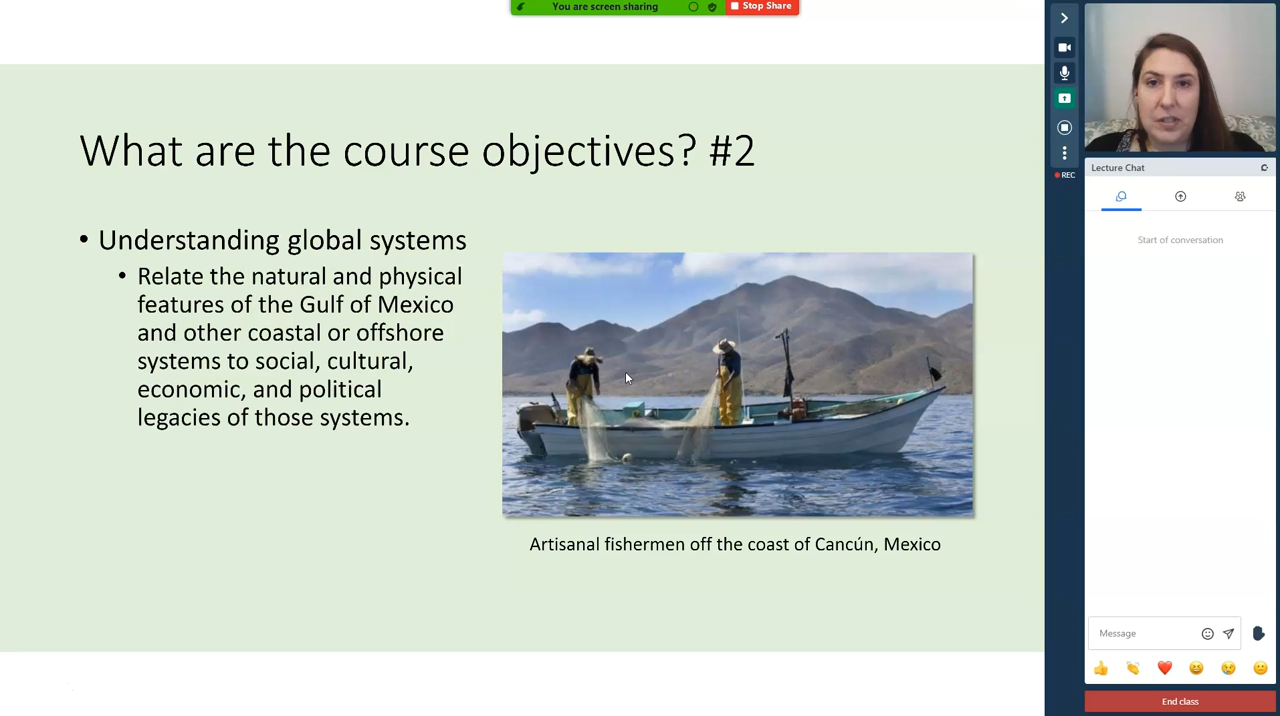 You are screen sharing
Stop Share
What are the course objectives? #2
• Understanding global systems
• Relate the natural and physical
features of the Gulf of Mexico
and other coastal or offshore
systems to social, cultural,
economic, and political
legacies of those systems.
Artisanal fishermen off the coast of Cancún, Mexico
REC
Lecture Chat
Start of conversation
Message
End class